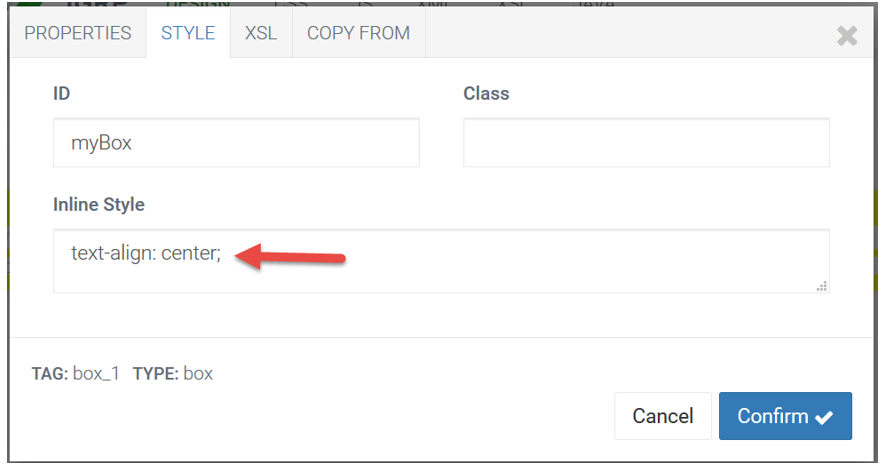 PROPERTIES STYLE XSL COPY FROM
ID Class
myBox
Inline Style
text-align: center;
TAG: box_1 TYPE: box
Cancel Confirm